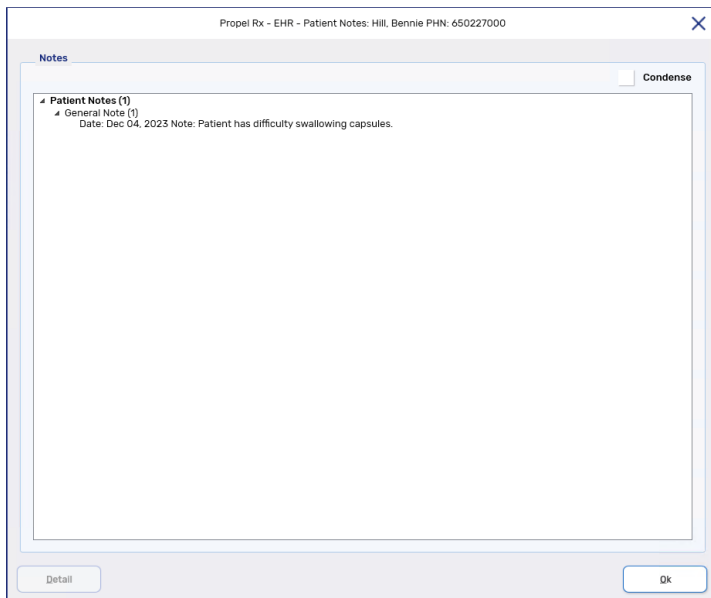 Propel Rx - EHR - Patient Notes: Hill, Bennie PHN: 650227000
Notes
Condense
Patient Notes (1)
General Note (1)
Date: Dec 04, 2023 Note: Patient has difficulty swallowing capsules.
Detail
Ok